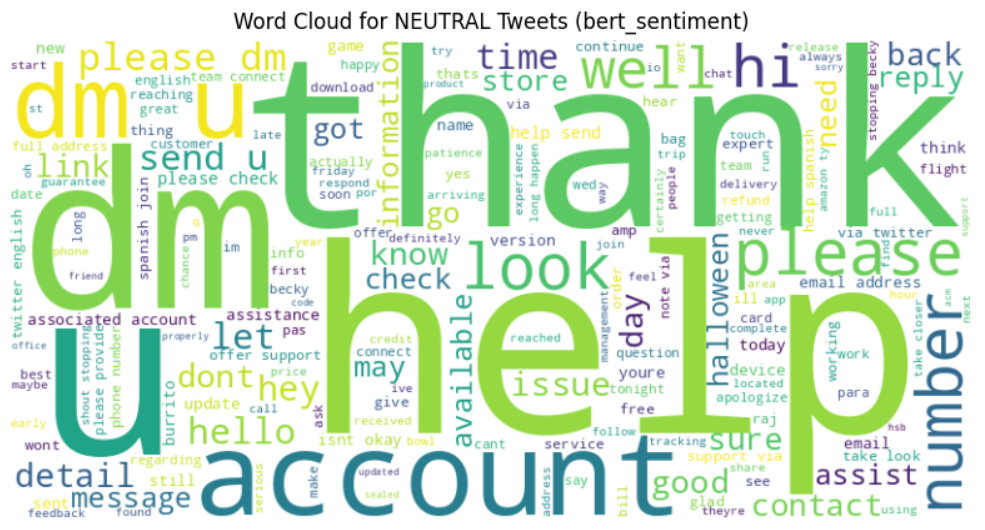 Word Cloud for NEUTRAL Tweets (bert_sentiment)
new
please dm
game
happy
try
product
time
continue
io
want
hi
release
always
sorry
back
start
english
team connect
download
thats
store
well
chat
reply
reaching
great
information
hear
stopping becky
dm u
thank
st
thing
customer
late
got
via
name
help send
bag
trip
touch
expert
need
think
full address
oh
link
send u
actually
patience
experience
long happen
team
run
amazon ty
help spanish
flight
guarantee
please check
friday
respond
yes
wed
way
certainly
people
delivery
refund
date
soon
por
arriving
go
getting
full
support
dm
long
spanish join
q
pm
im
offer
definitely
version
amp
never
via twitter
find
twitter english
phone
chance
info
year
know
look
join
order
feel
please
friend
first
check
note via
email address
becky
code
day
halloween
area
ill
app
hour
acm
next
associated account
assistance
available
management
card
complete
number
office
u
properly
let
pas
help
reached
question
today
working
work
take closer
best
shout stopping
please provide
phone number
offer support
credit
connect
may
youre
device
located
maybe
dont
price
hey
ive
give
issue
tonight
apologize
para
early
burrito
update
call
ask
received
free
raj
hsb
wont
hello
isnt okay
bowl
cant
service
follow
tracking
sure
email
regarding
support via
take look
detail
still
account
say
good
share
see
assist
sent
message
serious
make
updated
sealed
address
bill
glad
theyre
contact
using
feedback
found